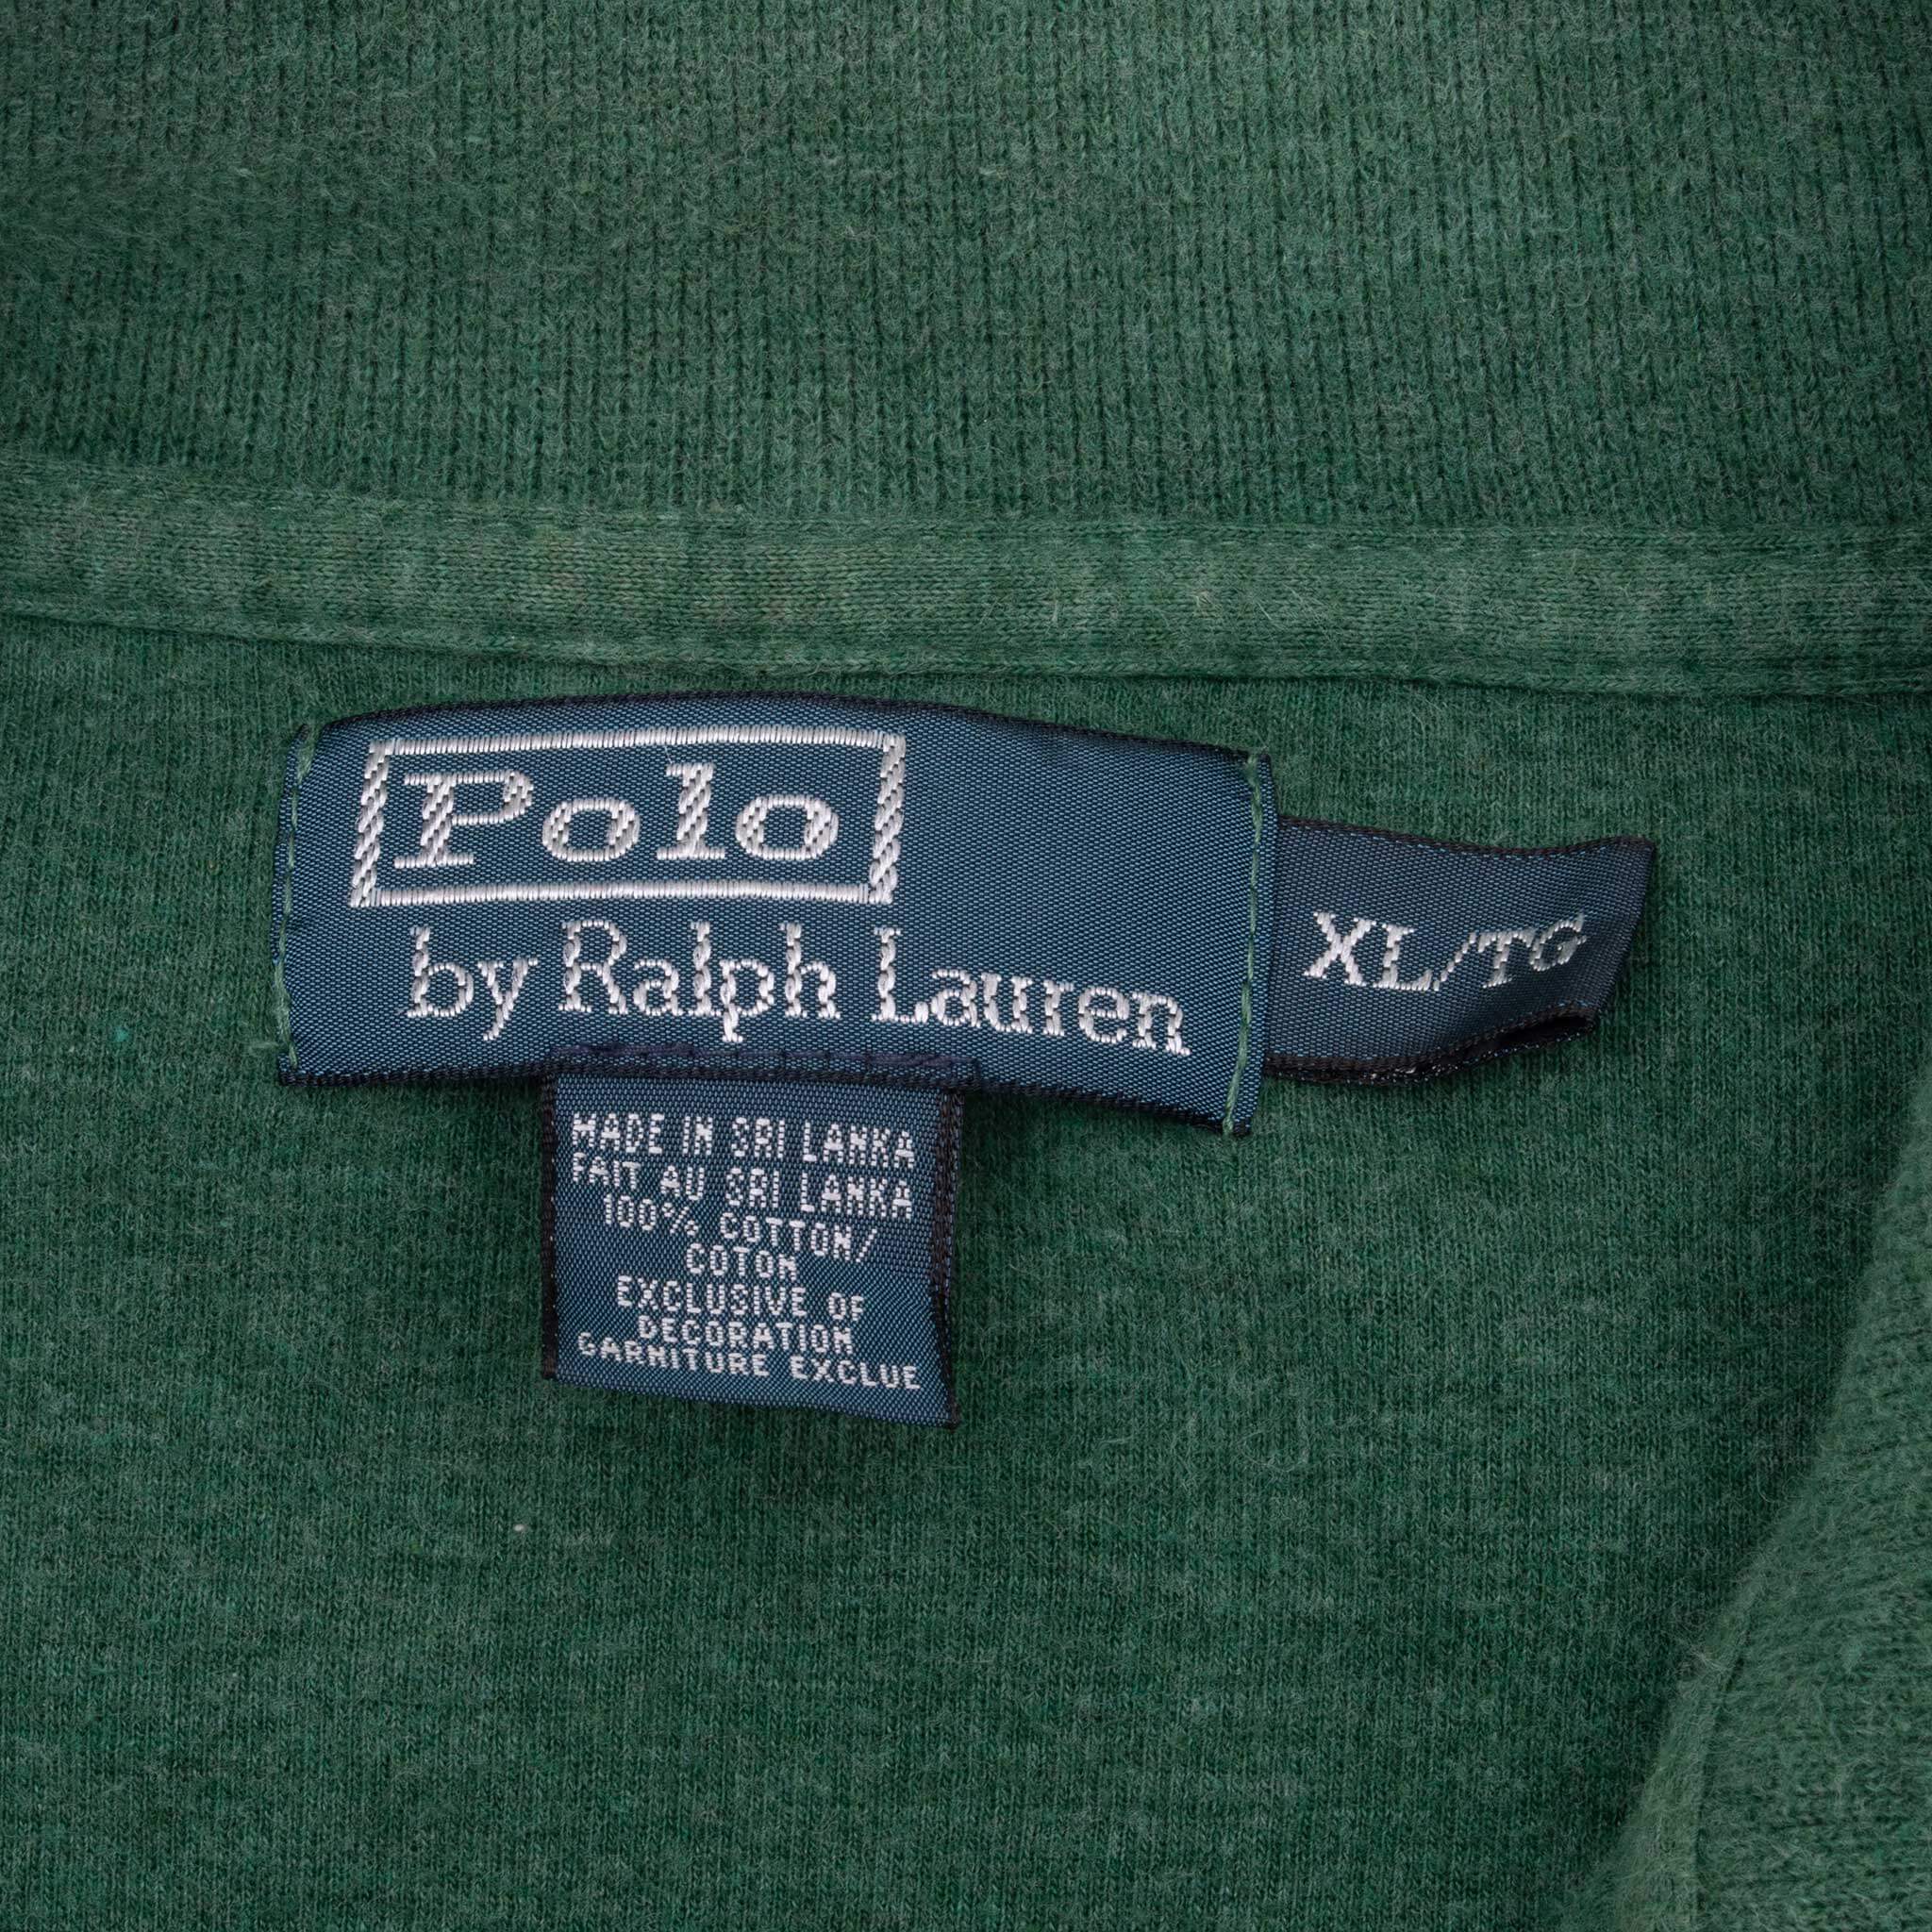 Polo
by Ralph Lauren
XL/TG
MADE IN SRI LANKA
FAIT AU SRI LANKA
100% COTTON/
COTON
EXCLUSIVE OF
DECORATION
GARNITURE EXCLUE